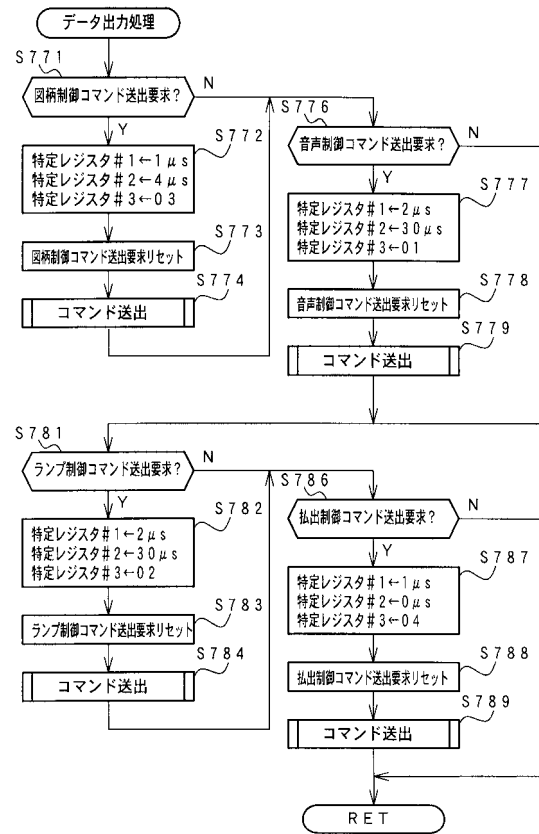 データ出力処理
S771
図柄制御コマンド送出要求?
N
Y
S772
特定レジスタ#1←1μs
特定レジスタ#2←4μs
特定レジスタ#3←03
S773
図柄制御コマンド送出要求リセット
S774
コマンド送出
S776
音声制御コマンド送出要求?
N
Y
S777
特定レジスタ#1←2μs
特定レジスタ#2←30μs
特定レジスタ#3←01
S778
音声制御コマンド送出要求リセット
S779
コマンド送出
S781
ランプ制御コマンド送出要求?
N
Y
S782
特定レジスタ#1←2μs
特定レジスタ#2←30μs
特定レジスタ#3←02
S783
ランプ制御コマンド送出要求リセット
S784
コマンド送出
S786
払出制御コマンド送出要求?
N
Y
S787
特定レジスタ#1←1μs
特定レジスタ#2←0μs
特定レジスタ#3←04
S788
払出制御コマンド送出要求リセット
S789
コマンド送出
RET